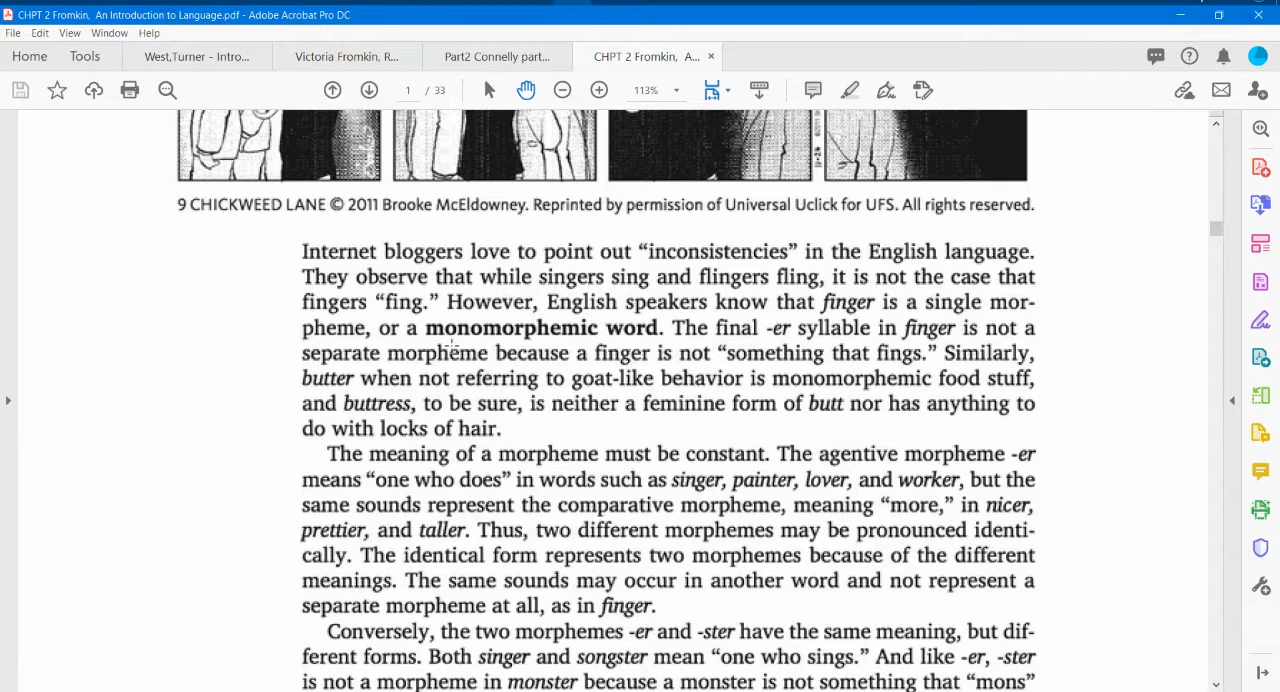 CHPT 2 Fromkin, An Introduction to Language.pdf - Adobe Acrobat Pro DC
File Edit View Window Help
Home Tools West,Turner - Intro... Victoria Fromkin, R... Part2 Connelly part... CHPT 2 Fromkin, A... ×
1 / 33 113%
9 CHICKWEED LANE © 2011 Brooke McEldowney. Reprinted by permission of Universal Uclick for UFS. All rights reserved.
Internet bloggers love to point out “inconsistencies” in the English language.
They observe that while singers sing and flingers fling, it is not the case that
fingers “fing.” However, English speakers know that finger is a single mor-
pheme, or a monomorphemic word. The final -er syllable in finger is not a
separate morpheme because a finger is not “something that fings.” Similarly,
butter when not referring to goat-like behavior is monomorphemic food stuff,
and buttress, to be sure, is neither a feminine form of butt nor has anything to
do with locks of hair.
The meaning of a morpheme must be constant. The agentive morpheme -er
means “one who does” in words such as singer, painter, lover, and worker, but the
same sounds represent the comparative morpheme, meaning “more,” in nicer,
prettier, and taller. Thus, two different morphemes may be pronounced identi-
cally. The identical form represents two morphemes because of the different
meanings. The same sounds may occur in another word and not represent a
separate morpheme at all, as in finger.
Conversely, the two morphemes -er and -ster have the same meaning, but dif-
ferent forms. Both singer and songster mean “one who sings.” And like -er, -ster
is not a morpheme in monster because a monster is not something that “mons”